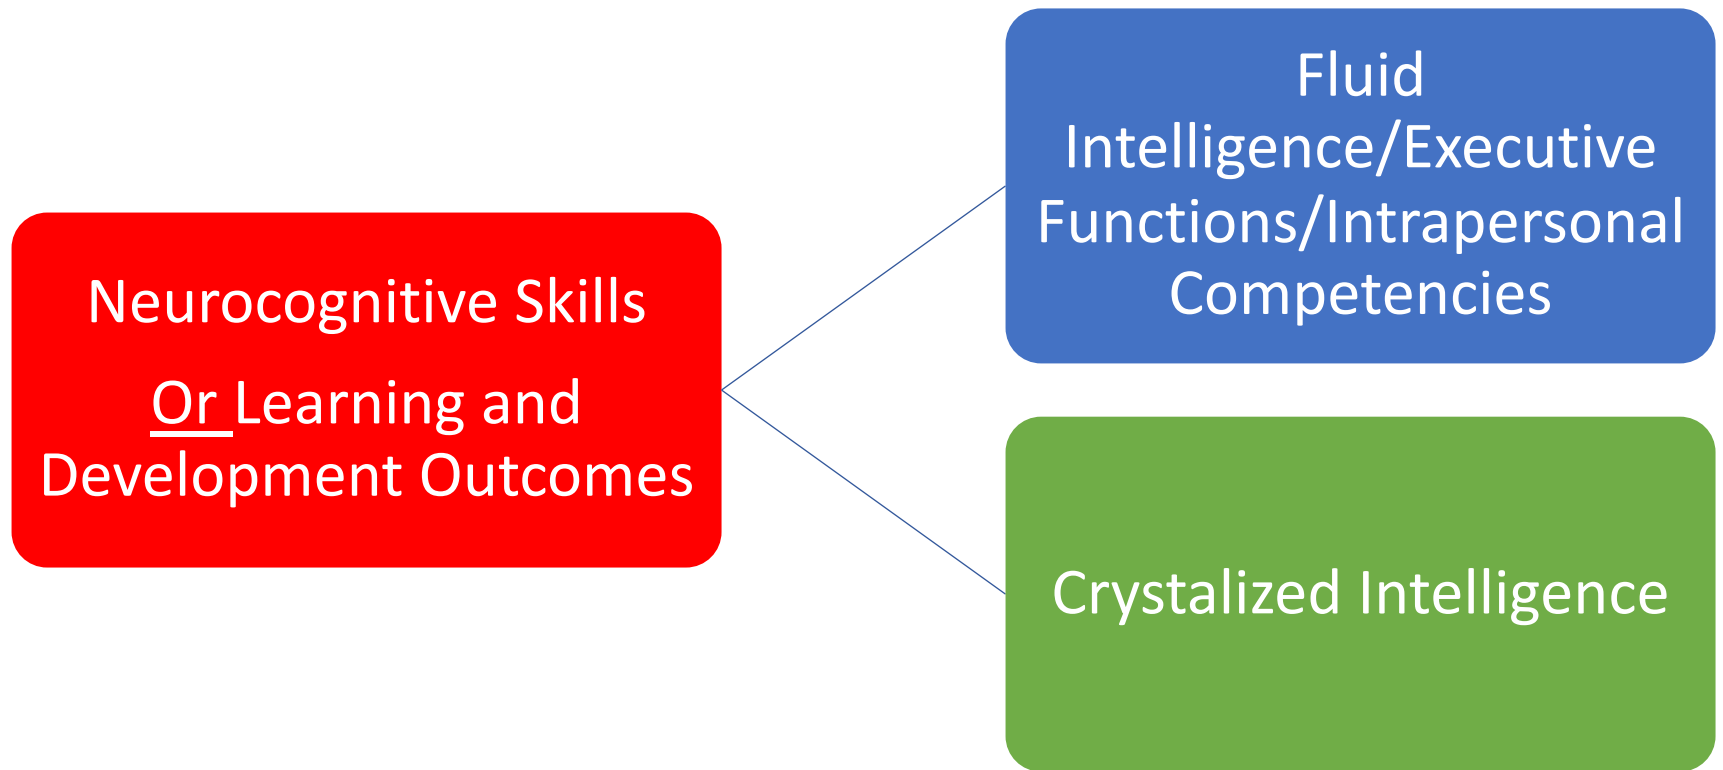 Neurocognitive Skills
Or Learning and
Development Outcomes
Fluid
Intelligence/Executive
Functions/Intrapersonal
Competencies
Crystalized Intelligence